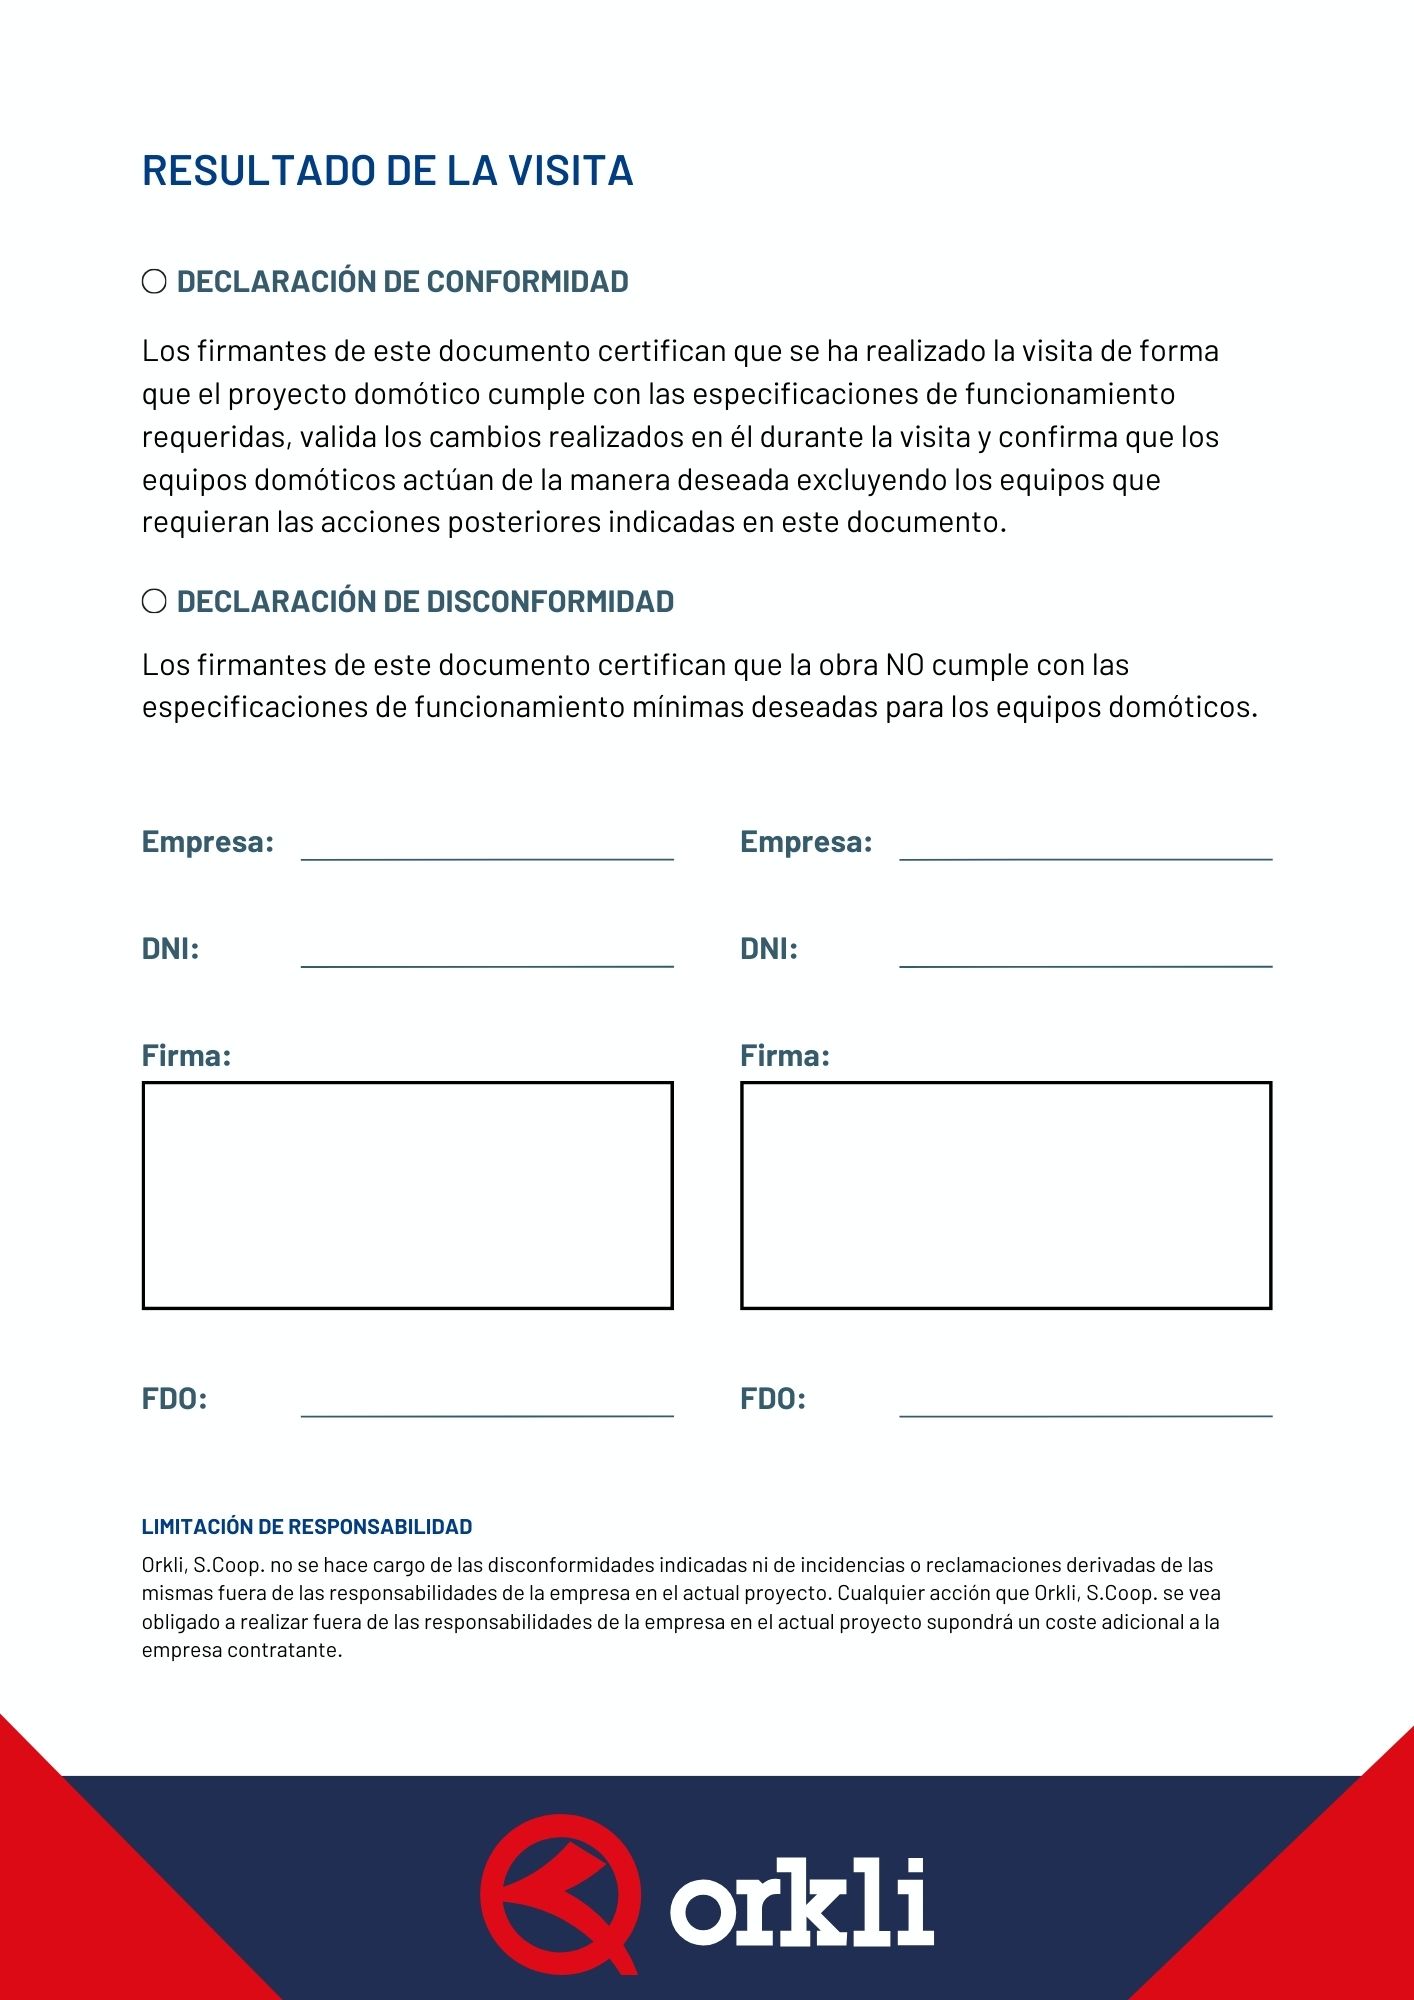 RESULTADO DE LA VISITA
DECLARACIÓN DE CONFORMIDAD
Los firmantes de este documento certifican que se ha realizado la visita de forma
que el proyecto domótico cumple con las especificaciones de funcionamiento
requeridas, valida los cambios realizados en él durante la visita y confirma que los
equipos domóticos actúan de la manera deseada excluyendo los equipos que
requieran las acciones posteriores indicadas en este documento.
DECLARACIÓN DE DISCONFORMIDAD
Los firmantes de este documento certifican que la obra NO cumple con las
especificaciones de funcionamiento mínimas deseadas para los equipos domóticos.
Empresa: Empresa:
DNI: DNI:
Firma: Firma:
FDO: FDO:
LIMITACIÓN DE RESPONSABILIDAD
Orkli, S.Coop. no se hace cargo de las disconformidades indicadas ni de incidencias o reclamaciones derivadas de las
mismas fuera de las responsabilidades de la empresa en el actual proyecto. Cualquier acción que Orkli, S.Coop. se vea
obligado a realizar fuera de las responsabilidades de la empresa en el actual proyecto supondrá un coste adicional a la
empresa contratante.
orkli